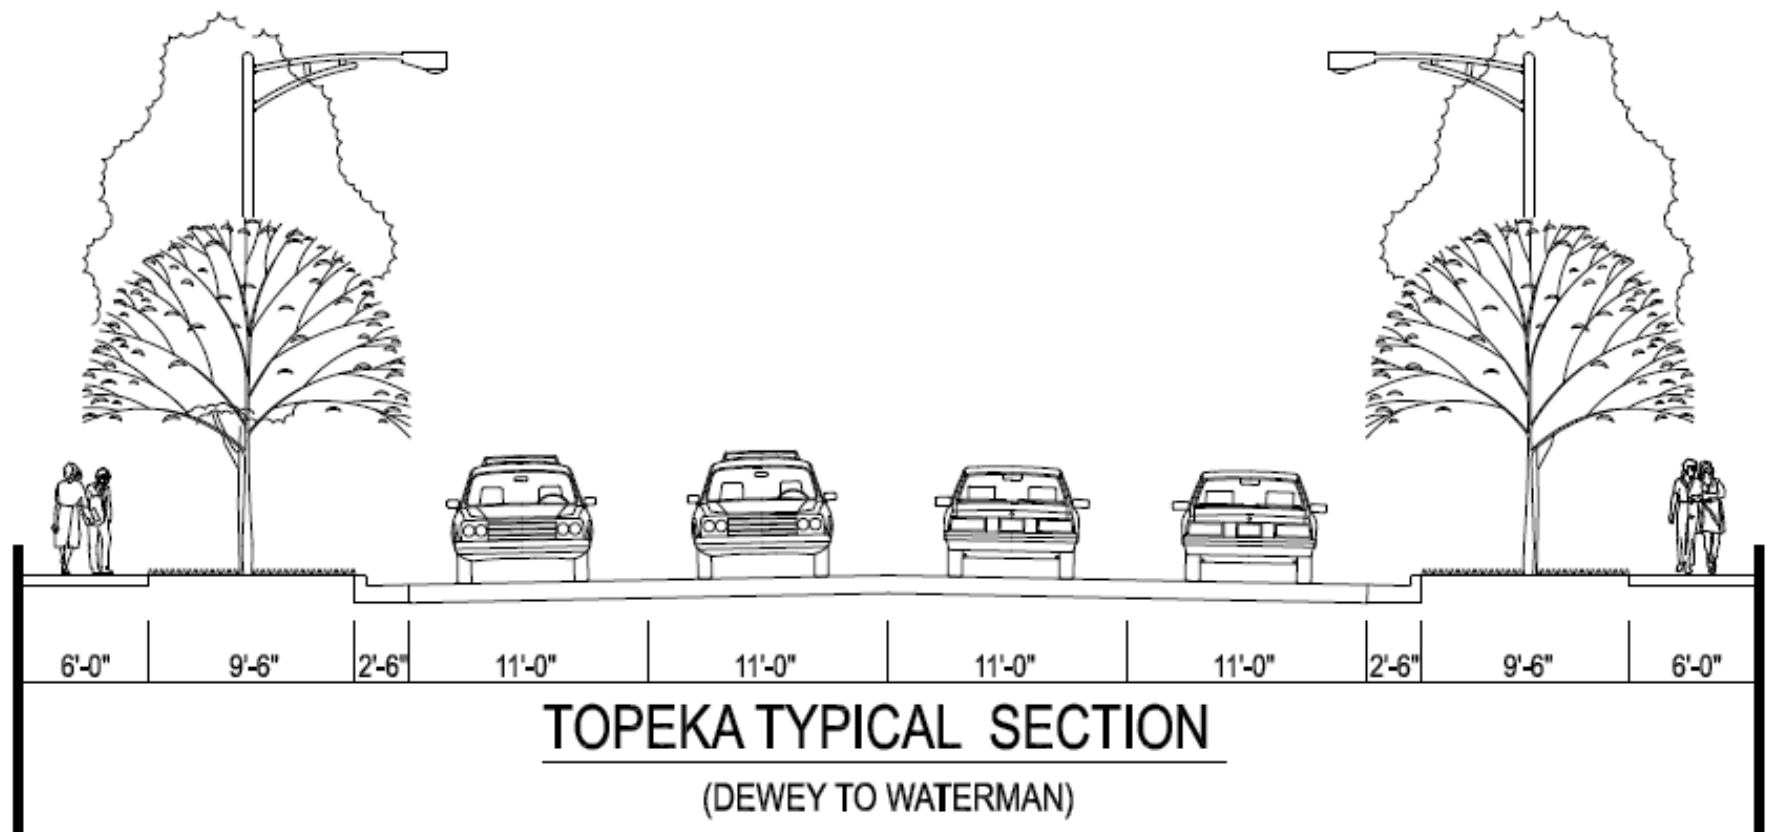 6'-0" 9'-6" 2'-6" 11'-0" 11'-0" 11'-0" 11'-0" 2'-6" 9'-6" 6'-0"
TOPEKA TYPICAL SECTION
(DEWEY TO WATERMAN)